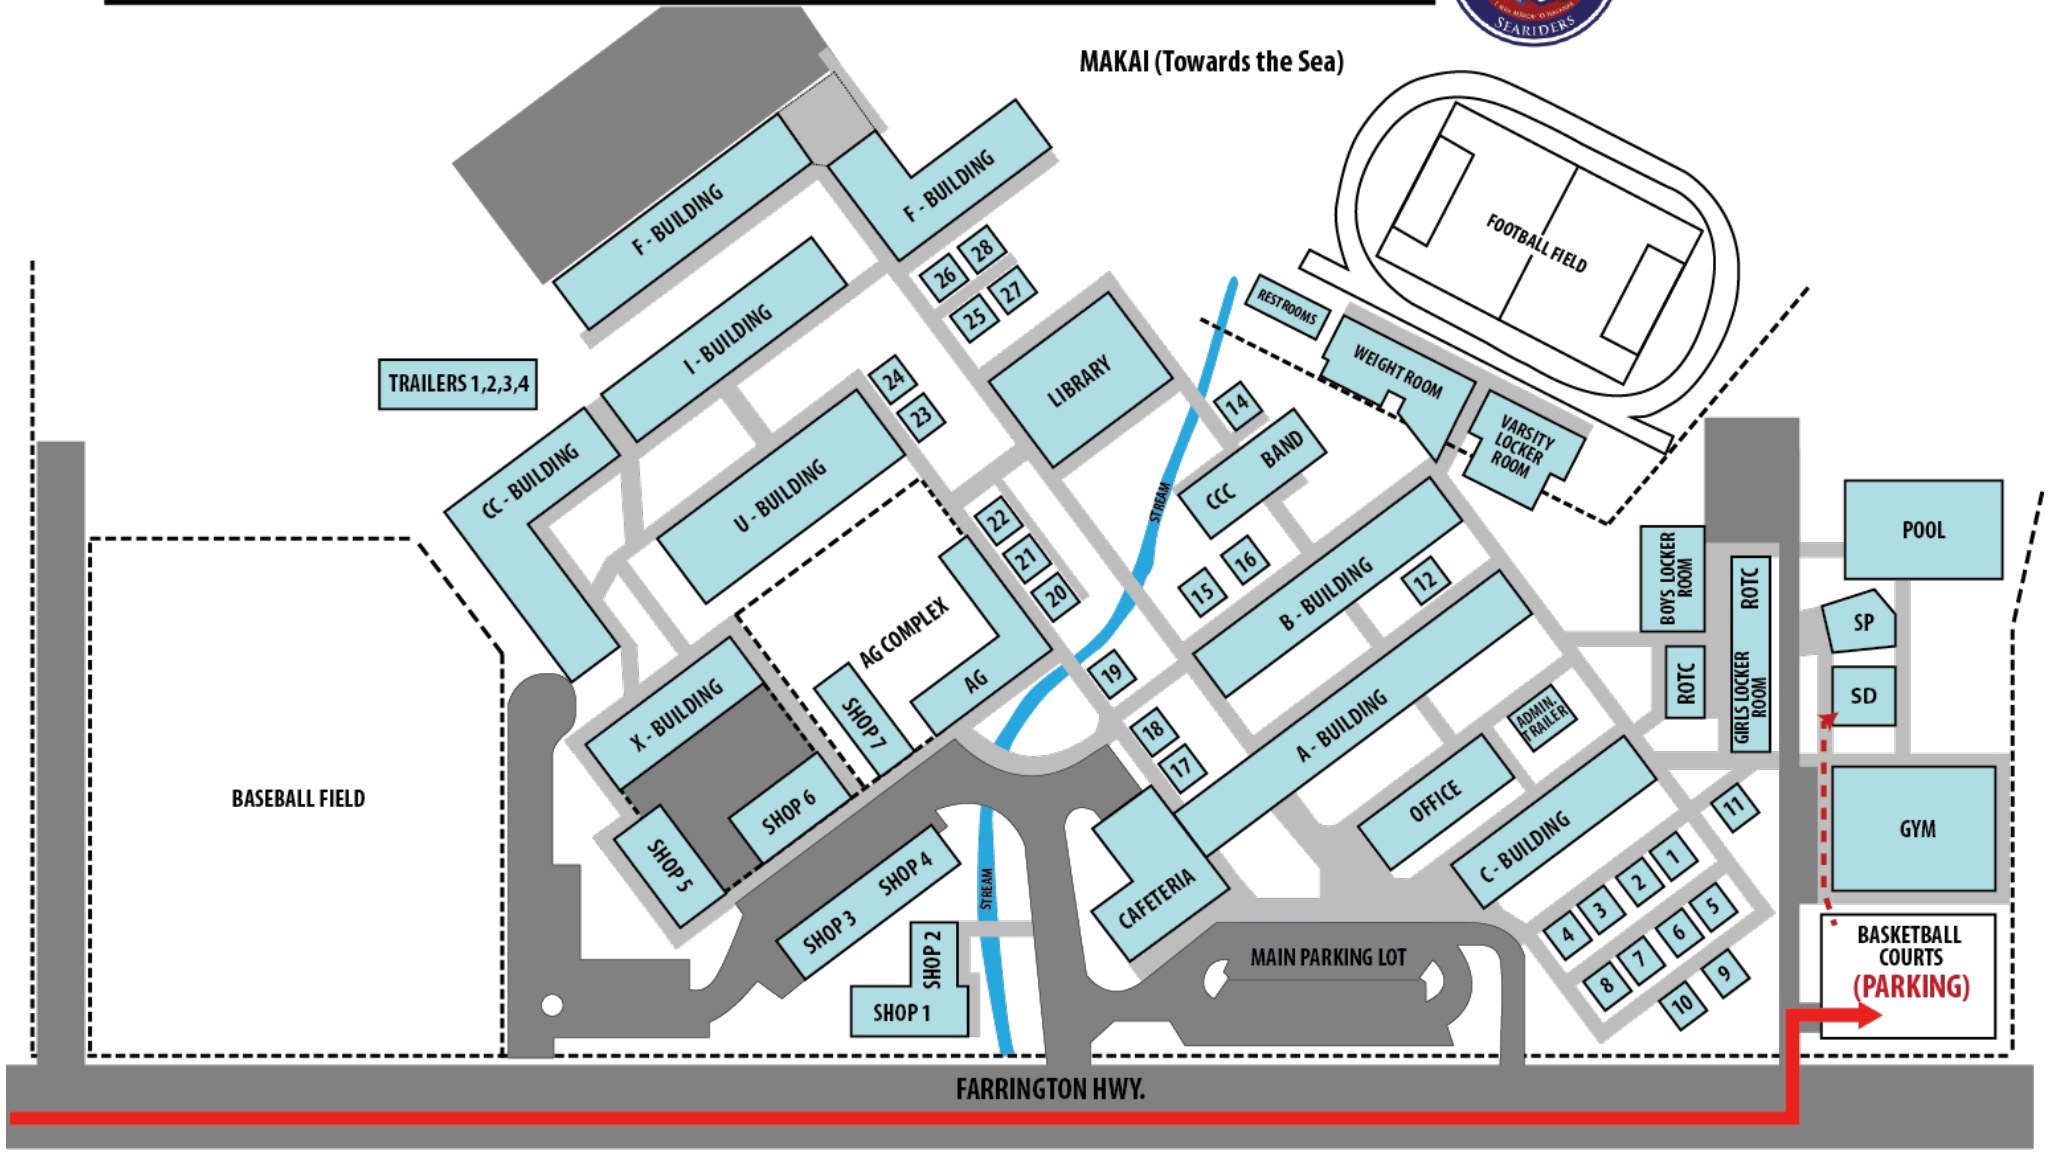 SEARIDERS
MAKAI (Towards the Sea)
F - BUILDING
F - BUILDING
FOOTBALL FIELD
28
26
27
25
RESTROOMS
I - BUILDING
TRAILERS 1,2,3,4
24
23
LIBRARY
WEIGHT ROOM
14
VARSITY
LOCKER
ROOM
BAND
CCC
CC - BUILDING
U - BUILDING
STREAM
22
21
20
16
15
12
B - BUILDING
POOL
BOYS LOCKER
ROOM
ROTC
SP
AG COMPLEX
AG
19
ROTC
SD
GIRLS LOCKER
ROOM
X - BUILDING
SHOP 7
18
17
A - BUILDING
ADMIN.
TRAILER
BASEBALL FIELD
SHOP 6
OFFICE
11
GYM
C - BUILDING
SHOP 5
SHOP 4
SHOP 3
STREAM
CAFETERIA
1
2
3
4
5
6
7
8
9
10
SHOP 2
SHOP 1
MAIN PARKING LOT
BASKETBALL
COURTS
(PARKING)
FARRINGTON HWY.